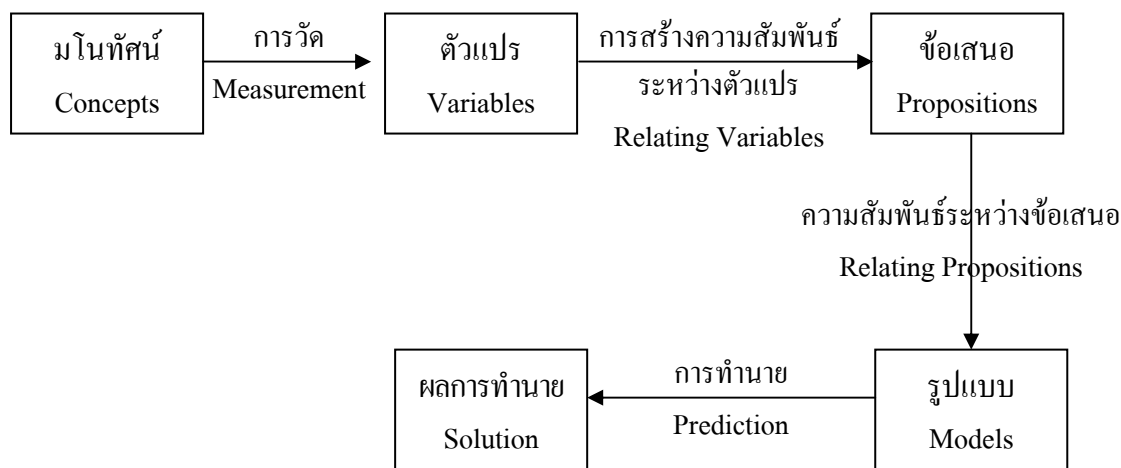 มโนทัศน์
Concepts
การวัด
Measurement
ตัวแปร
Variables
การสร้างความสัมพันธ์
ระหว่างตัวแปร
Relating Variables
ข้อเสนอ
Propositions
ความสัมพันธ์ระหว่างข้อเสนอ
Relating Propositions
ผลการทำนาย
Solution
การทำนาย
Prediction
รูปแบบ
Models